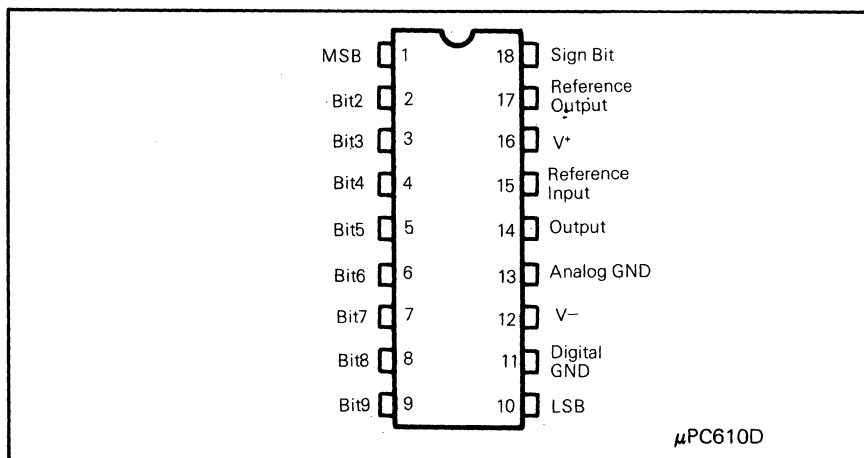 MSB 1 18 Sign Bit
Bit2 2 17 Reference Output
Bit3 3 16 V+
Bit4 4 15 Reference Input
Bit5 5 14 Output
Bit6 6 13 Analog GND
Bit7 7 12 V−
Bit8 8 11 Digital GND
Bit9 9 10 LSB
μPC610D